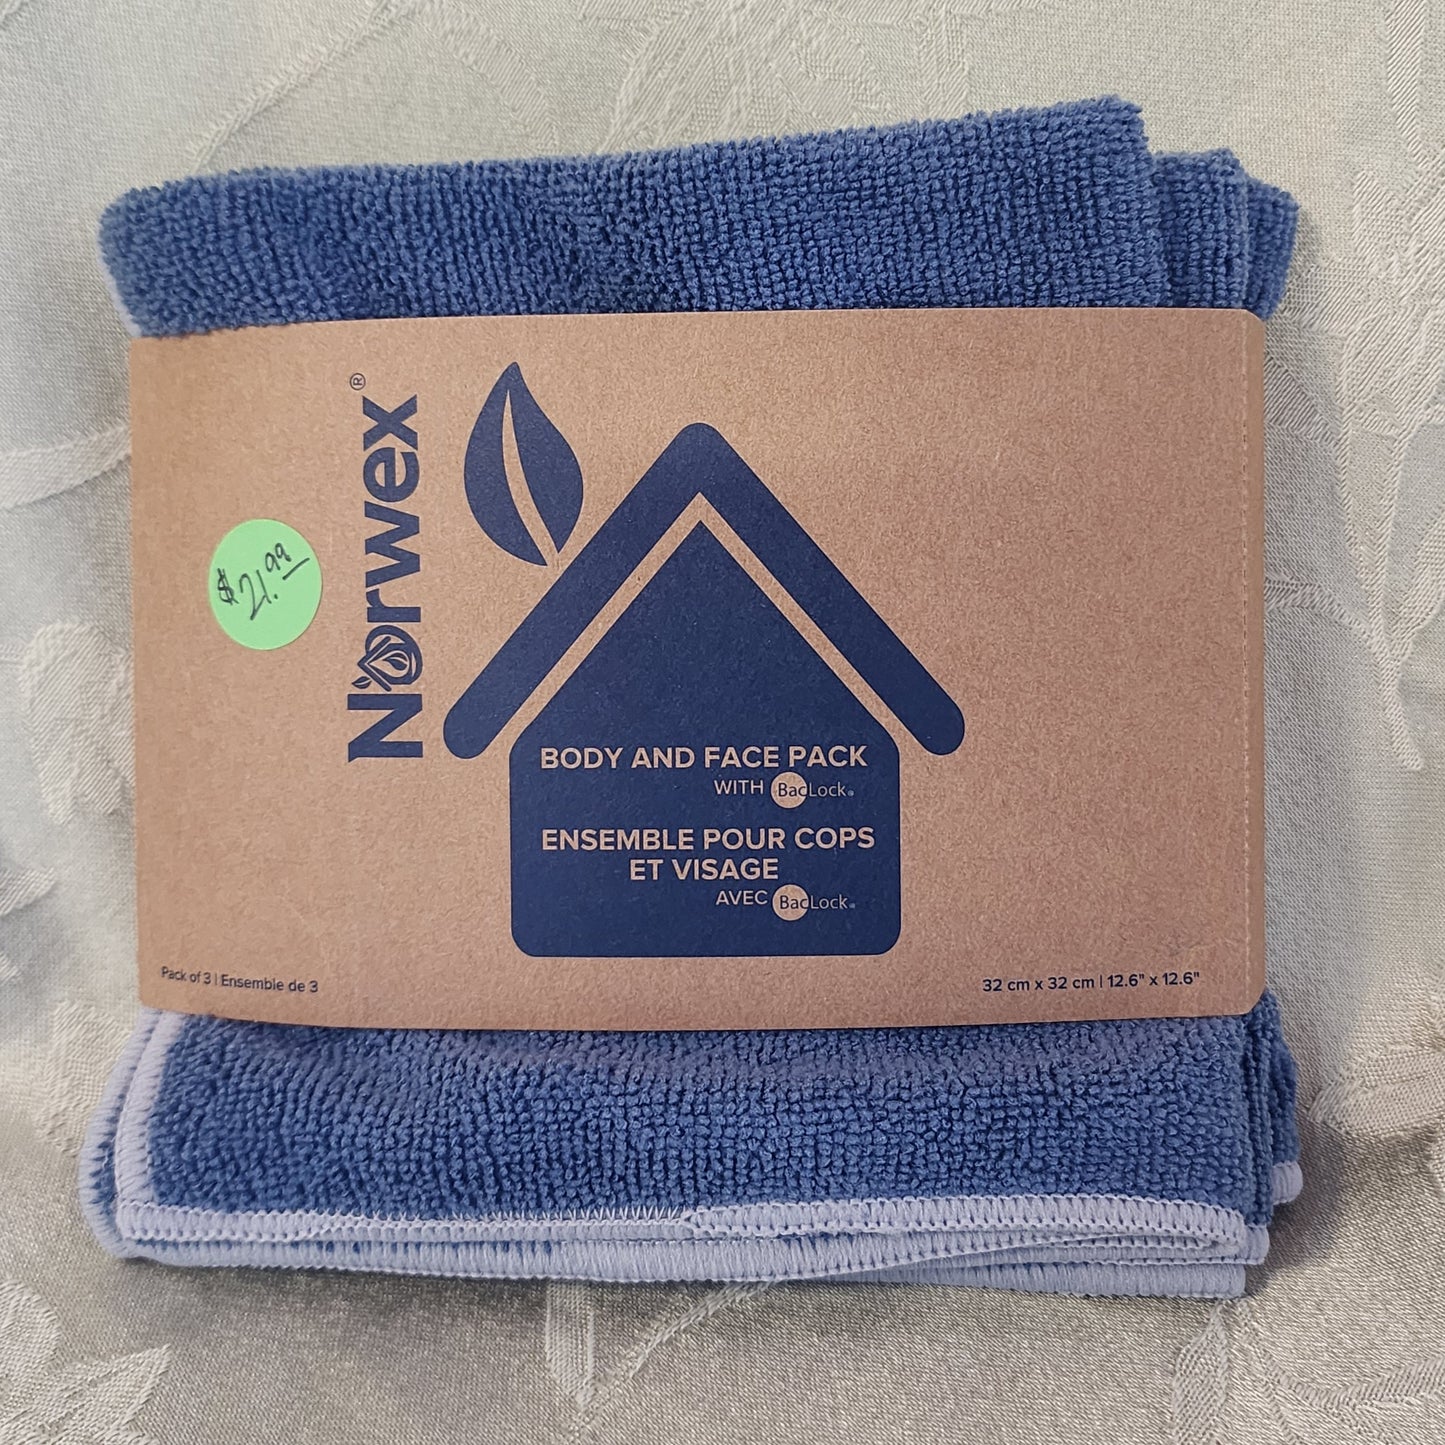 $21.99
Norwex®
BODY AND FACE PACK
WITH BacLock®
ENSEMBLE POUR COPS
ET VISAGE
AVEC BacLock®
Pack of 3 | Ensemble de 3
32 cm x 32 cm | 12.6" x 12.6"